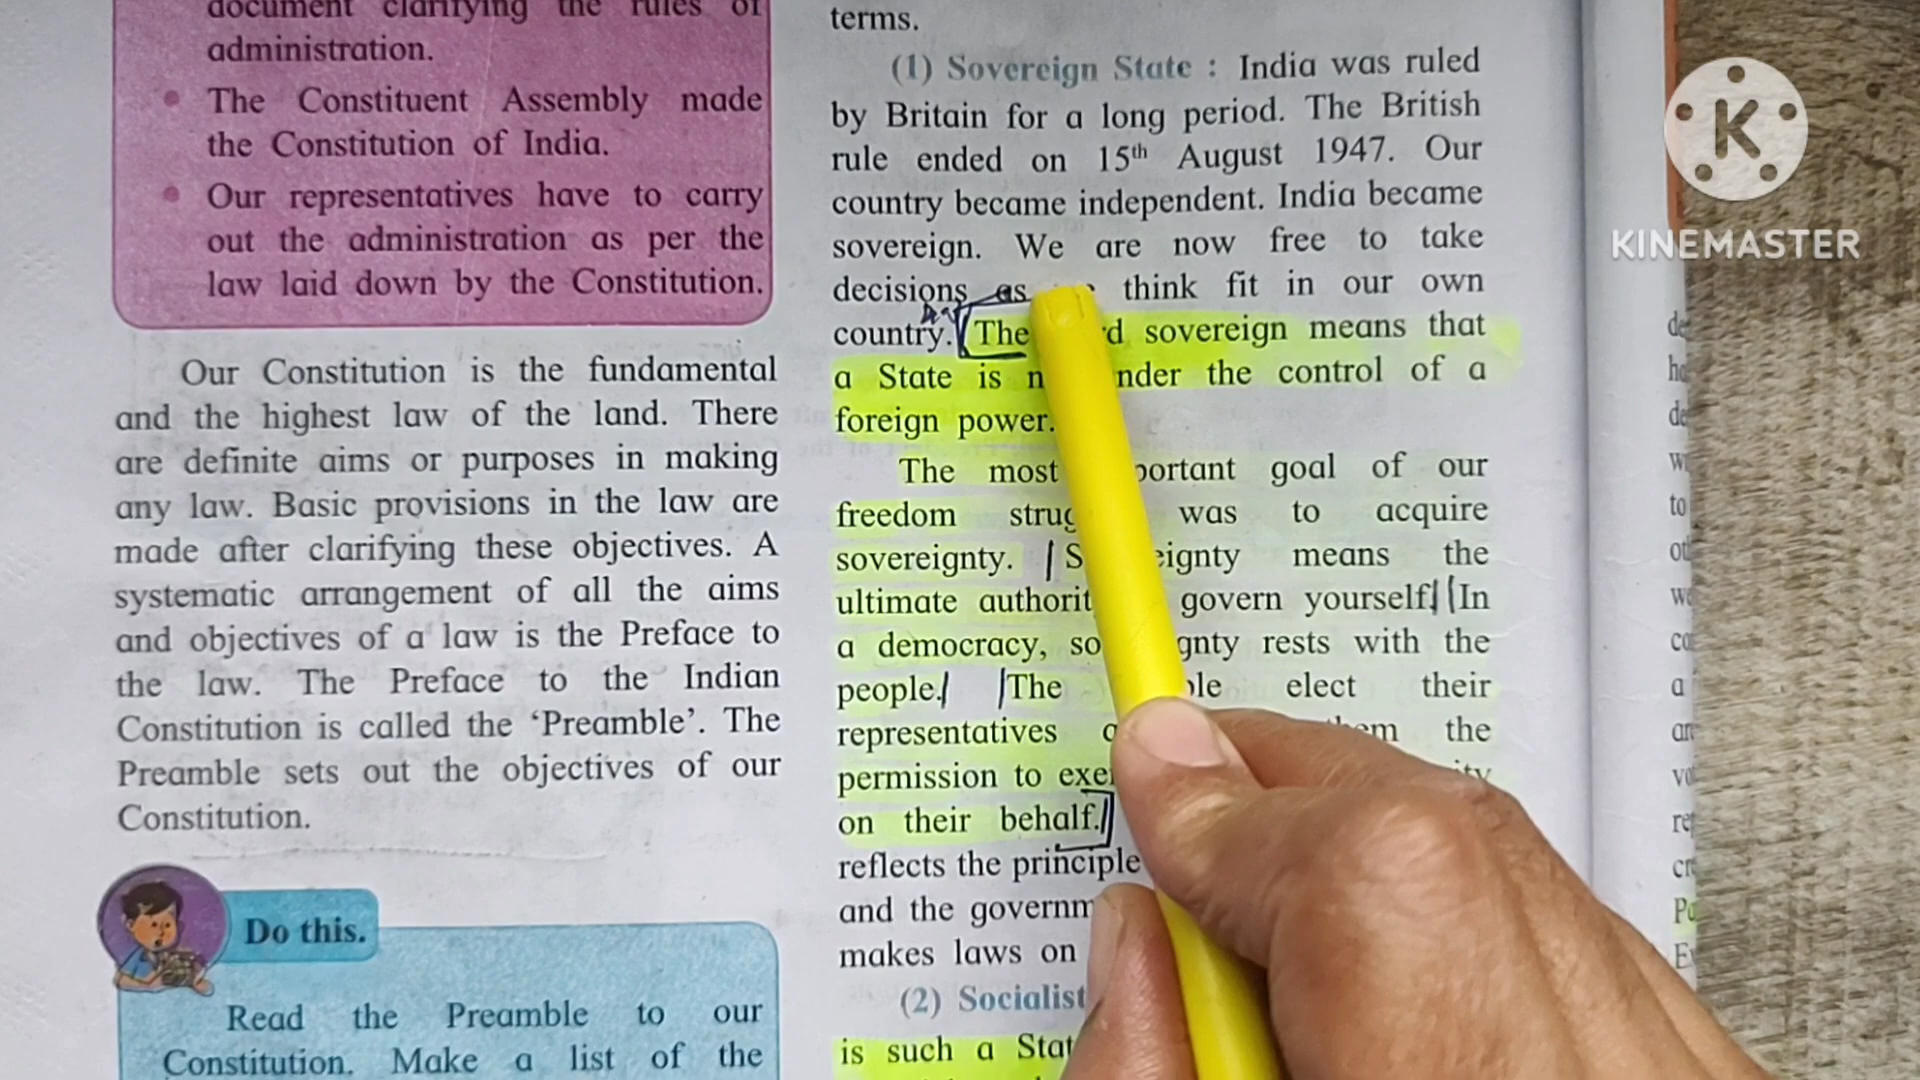 document clarifying the rules of
administration.
• The Constituent Assembly made
the Constitution of India.
• Our representatives have to carry
out the administration as per the
law laid down by the Constitution.
Our Constitution is the fundamental
and the highest law of the land. There
are definite aims or purposes in making
any law. Basic provisions in the law are
made after clarifying these objectives. A
systematic arrangement of all the aims
and objectives of a law is the Preface to
the law. The Preface to the Indian
Constitution is called the ‘Preamble’. The
Preamble sets out the objectives of our
Constitution.
Do this.
Read the Preamble to our
Constitution. Make a list of the
terms.
(1) Sovereign State : India was ruled
by Britain for a long period. The British
rule ended on 15th August 1947. Our
country became independent. India became
sovereign. We are now free to take
decisions as think fit in our own
country. The sovereign means that
a State is the control of a
foreign power.
The most goal of our
freedom was to acquire
sovereignty. means the
ultimate govern yourself. In
a democracy, rests with the
people. The elect their
representatives the
permission to
on their behalf.
reflects the principle
and the
makes laws on
(2) Socialist
is such a
KINEMASTER